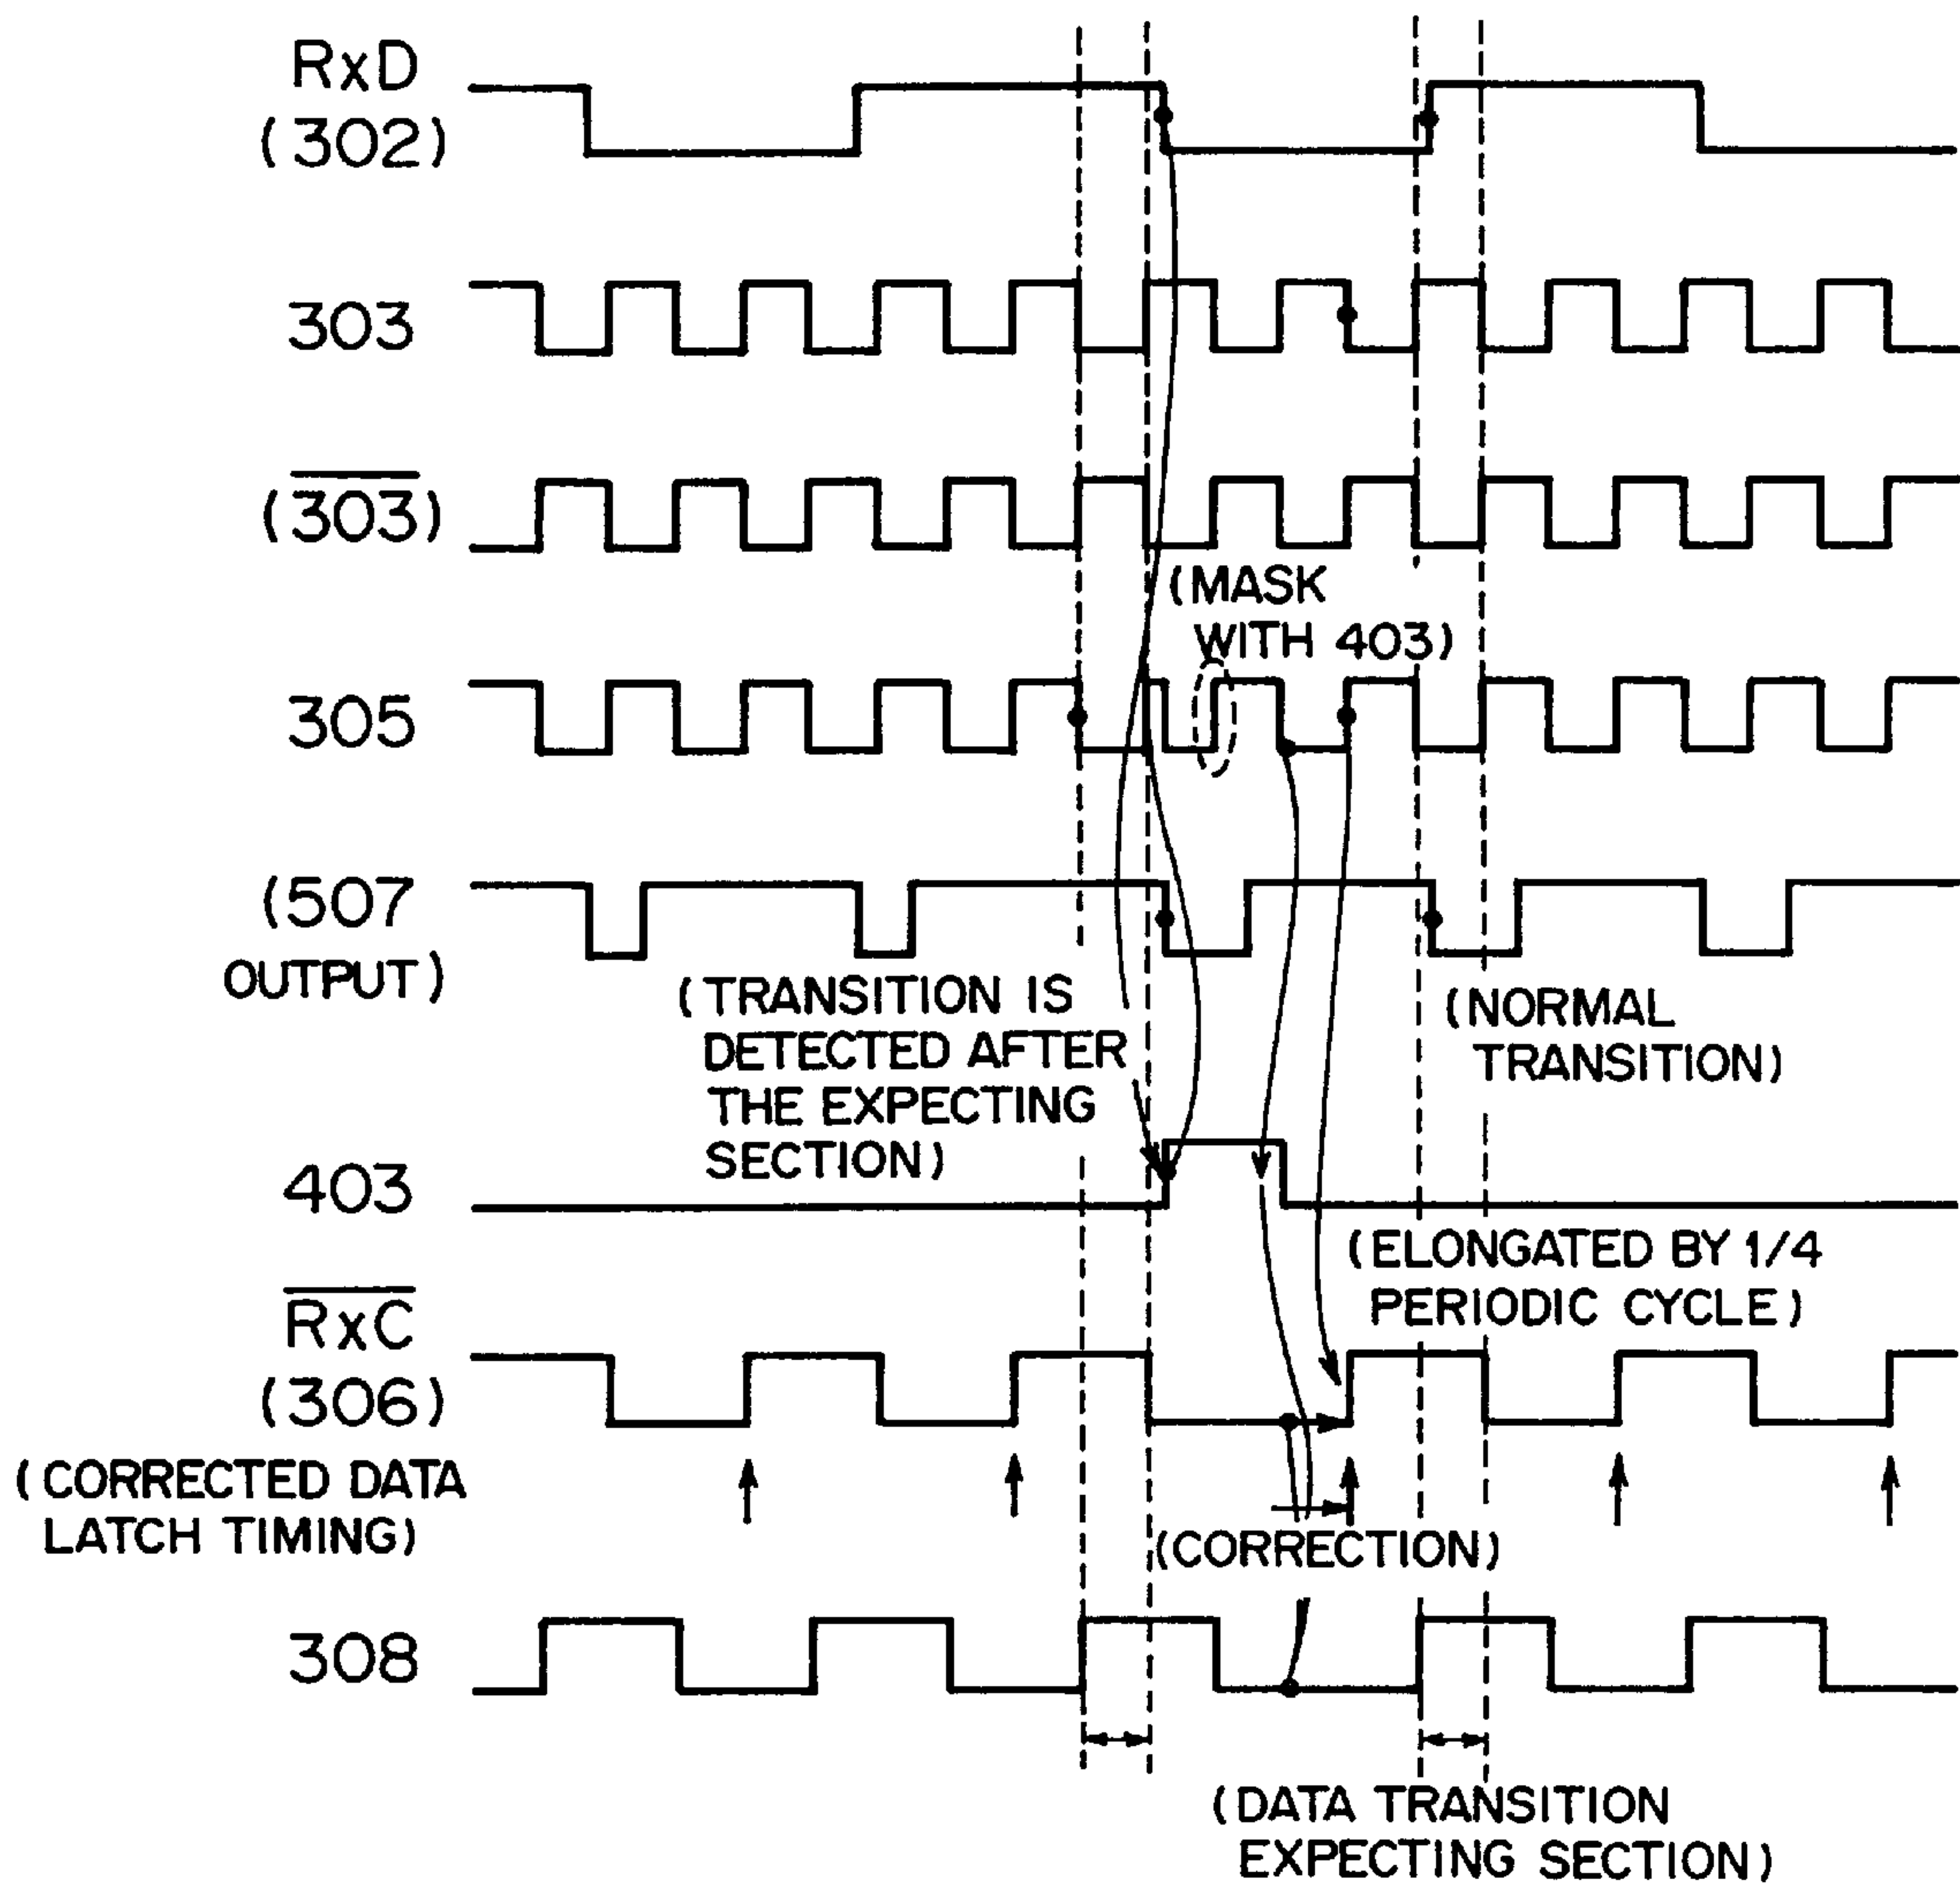 RxD
(302)
303
(303)
(MASK
WITH 403)
305
(507
OUTPUT)
(TRANSITION IS
DETECTED AFTER
THE EXPECTING
SECTION)
(NORMAL
TRANSITION)
403
(ELONGATED BY 1/4
PERIODIC CYCLE)
RxC
(306)
(CORRECTED DATA
LATCH TIMING)
(CORRECTION)
308
(DATA TRANSITION
EXPECTING SECTION)